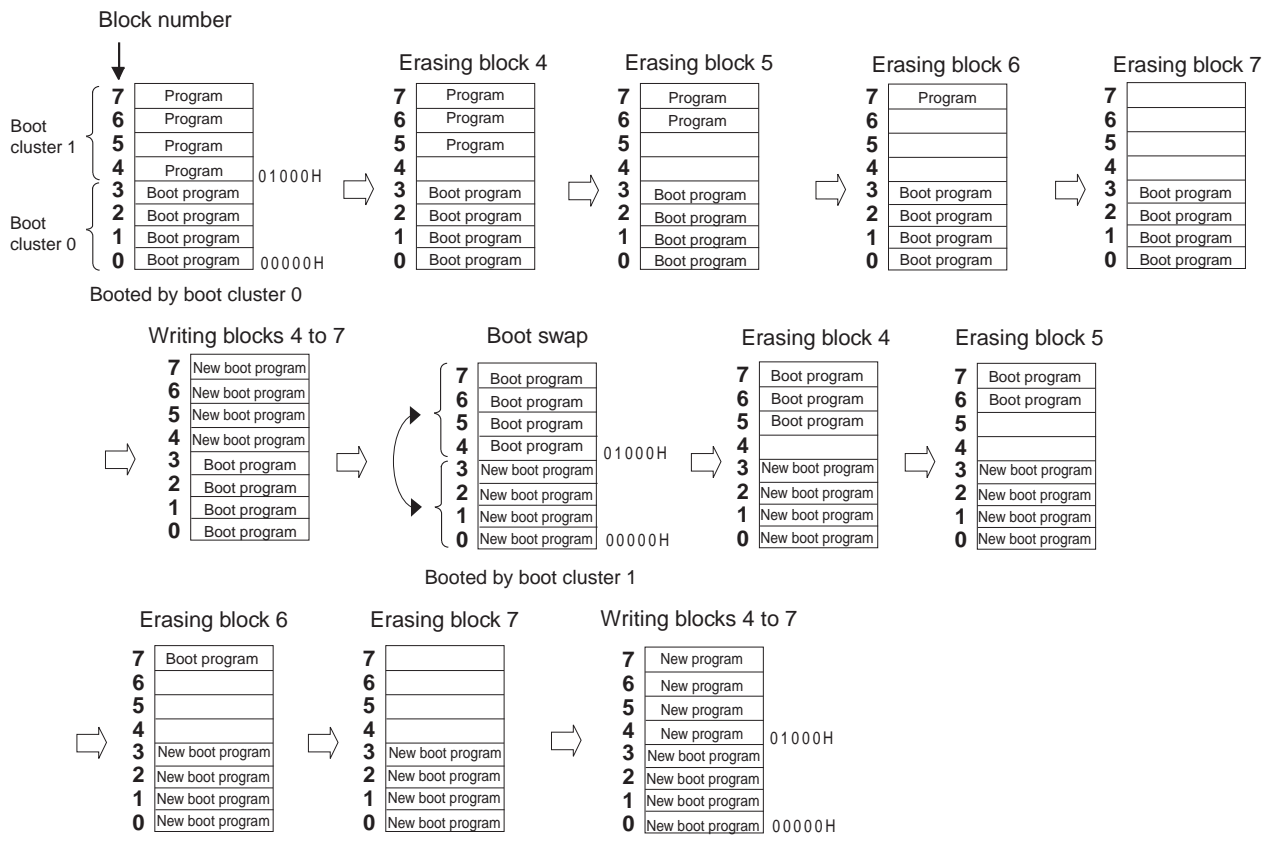 Block number
Erasing block 4
Erasing block 5
Erasing block 6
Erasing block 7
Boot
cluster 1
Boot
cluster 0
7 Program
6 Program
5 Program
4 Program
01000H
3 Boot program
2 Boot program
1 Boot program
0 Boot program
00000H
Booted by boot cluster 0
7 Program
6 Program
5 Program
4
3 Boot program
2 Boot program
1 Boot program
0 Boot program
7 Program
6 Program
5
4
3 Boot program
2 Boot program
1 Boot program
0 Boot program
7 Program
6
5
4
3 Boot program
2 Boot program
1 Boot program
0 Boot program
7
6
5
4
3 Boot program
2 Boot program
1 Boot program
0 Boot program
Writing blocks 4 to 7
7 New boot program
6 New boot program
5 New boot program
4 New boot program
3 Boot program
2 Boot program
1 Boot program
0 Boot program
Boot swap
7 Boot program
6 Boot program
5 Boot program
4 Boot program
01000H
3 New boot program
2 New boot program
1 New boot program
0 New boot program
00000H
Booted by boot cluster 1
Erasing block 4
7 Boot program
6 Boot program
5 Boot program
4
3 New boot program
2 New boot program
1 New boot program
0 New boot program
Erasing block 5
7 Boot program
6 Boot program
5
4
3 New boot program
2 New boot program
1 New boot program
0 New boot program
Erasing block 6
7 Boot program
6
5
4
3 New boot program
2 New boot program
1 New boot program
0 New boot program
Erasing block 7
7
6
5
4
3 New boot program
2 New boot program
1 New boot program
0 New boot program
Writing blocks 4 to 7
7 New program
6 New program
5 New program
4 New program
01000H
3 New boot program
2 New boot program
1 New boot program
0 New boot program
00000H